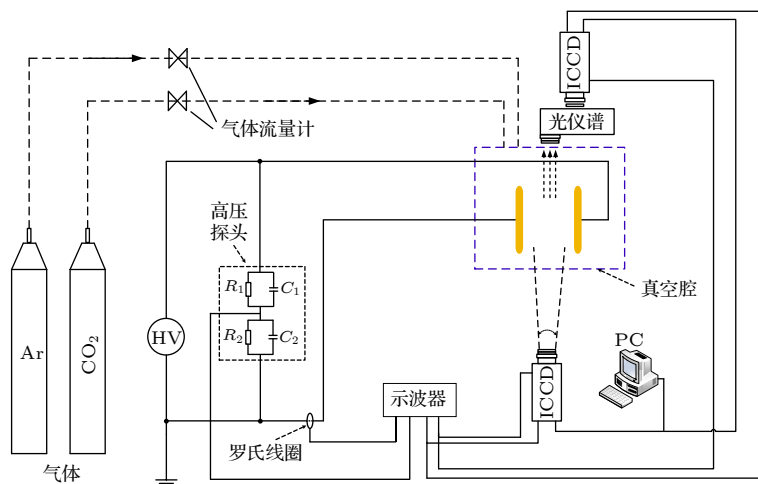 ICCD
光仪谱
气体流量计
高压
探头
R1
C1
真空腔
HV
R2
C2
PC
Ar
CO2
ICCD
示波器
罗氏线圈
气体